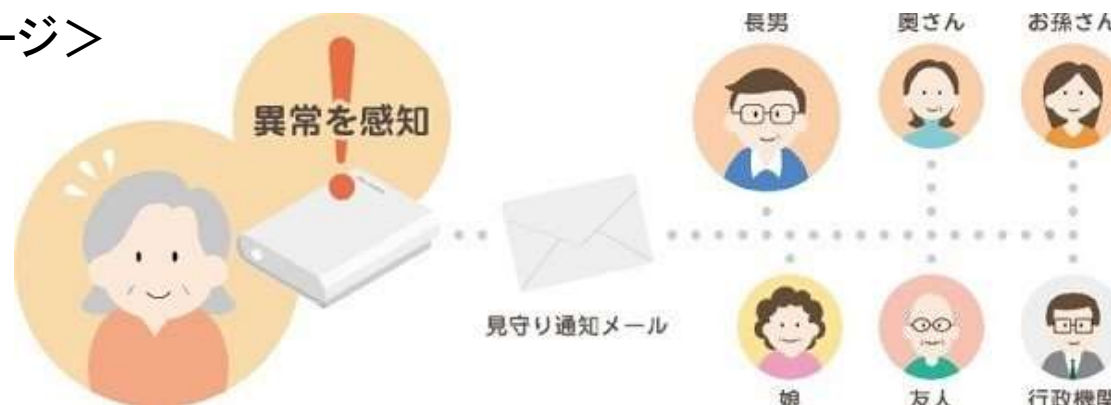 ージ＞
異常を感知
見守り通知メール
長男
奥さん
お孫さん
娘
友人
行政機関